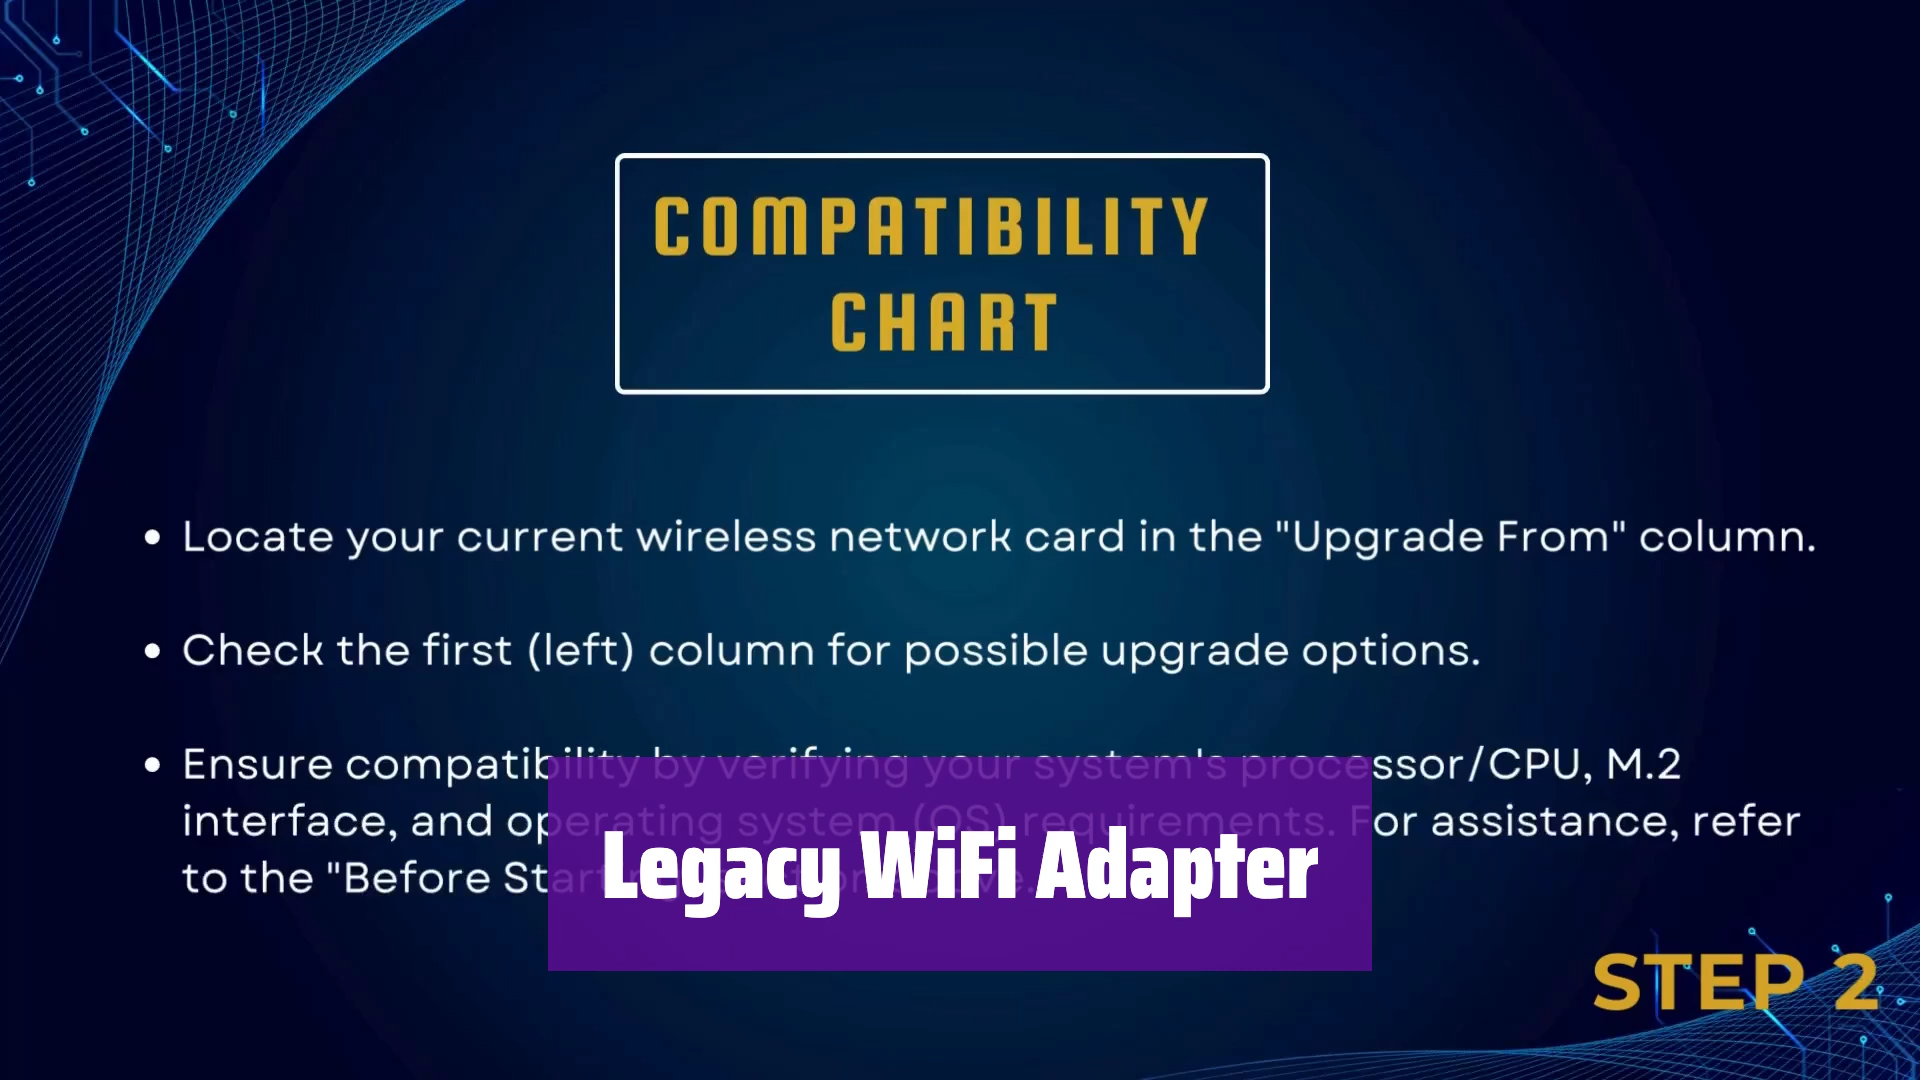 COMPATIBILITY
CHART
• Locate your current wireless network card in the "Upgrade From" column.
• Check the first (left) column for possible upgrade options.
• Ensure compatibility by verifying your system's processor/CPU, M.2
interface, and operating system (OS) requirements. For assistance, refer
to the "Before Start
Legacy WiFi Adapter
STEP 2